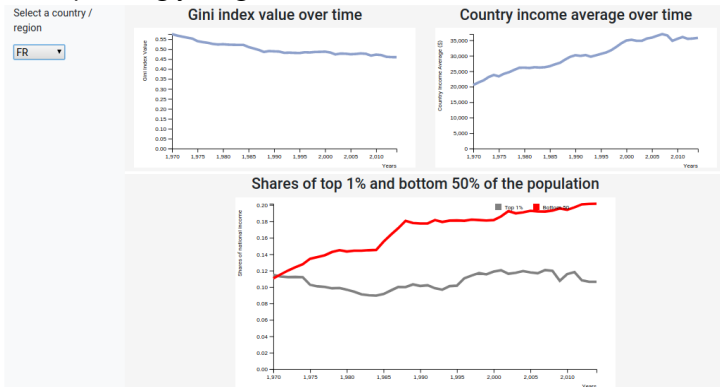 Select a country /
region
FR
Gini index value over time
Gini Index Value
0.55
0.50
0.45
0.40
0.35
0.30
0.25
0.20
0.15
0.10
0.05
0.00
1,970 1,975 1,980 1,985 1,990 1,995 2,000 2,005 2,010
Years
Country income average over time
Country Income Average ($)
35,000
30,000
25,000
20,000
15,000
10,000
5,000
0
1,970 1,975 1,980 1,985 1,990 1,995 2,000 2,005 2,010
Years
Shares of top 1% and bottom 50% of the population
Top 1% Bottom 50
Shares of national income
0.20
0.18
0.16
0.14
0.12
0.10
0.08
0.06
0.04
0.02
0.00
1,970 1,975 1,980 1,985 1,990 1,995 2,000 2,005 2,010
Years